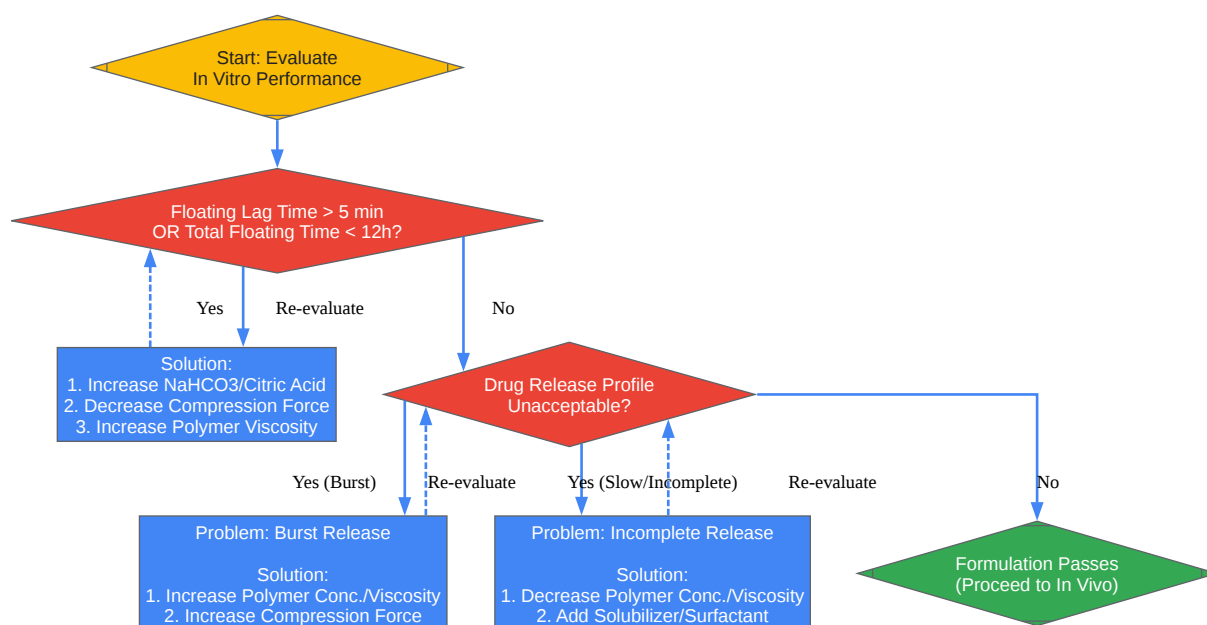 Start: Evaluate
In Vitro Performance
Floating Lag Time > 5 min
OR Total Floating Time < 12h?
Yes
Re-evaluate
No
Solution:
1. Increase NaHCO3/Citric Acid
2. Decrease Compression Force
3. Increase Polymer Viscosity
Drug Release Profile
Unacceptable?
Yes (Burst)
Re-evaluate
Yes (Slow/Incomplete)
Re-evaluate
No
Problem: Burst Release
Solution:
1. Increase Polymer Conc./Viscosity
2. Increase Compression Force
Problem: Incomplete Release
Solution:
1. Decrease Polymer Conc./Viscosity
2. Add Solubilizer/Surfactant
Formulation Passes
(Proceed to In Vivo)